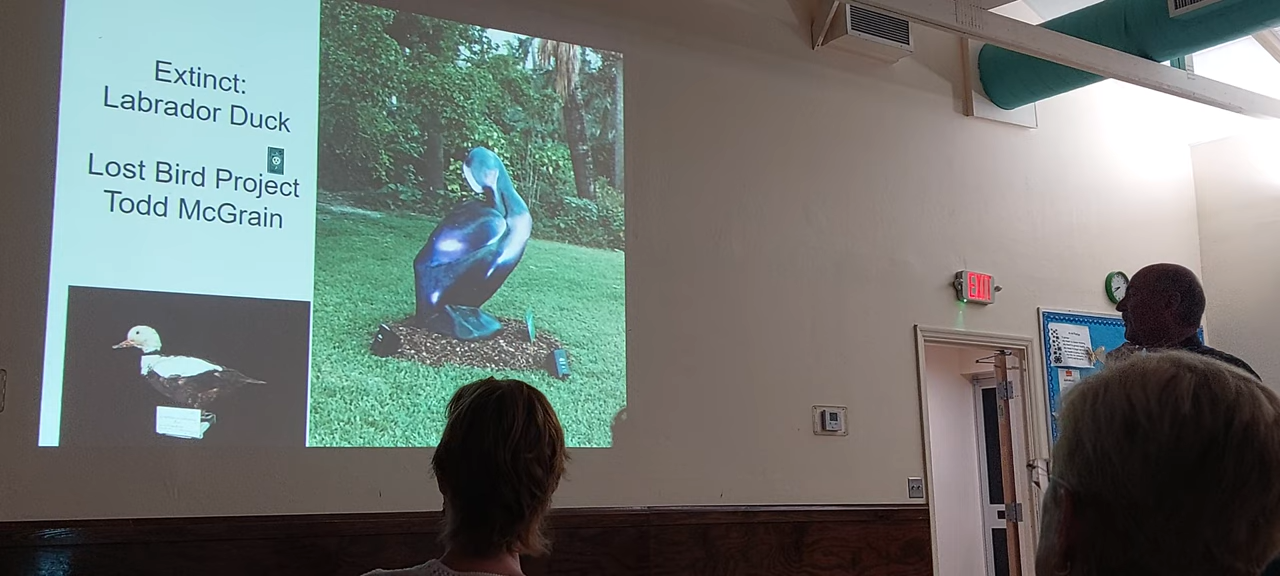 Extinct:
Labrador Duck
Lost Bird Project
Todd McGrain
EXIT